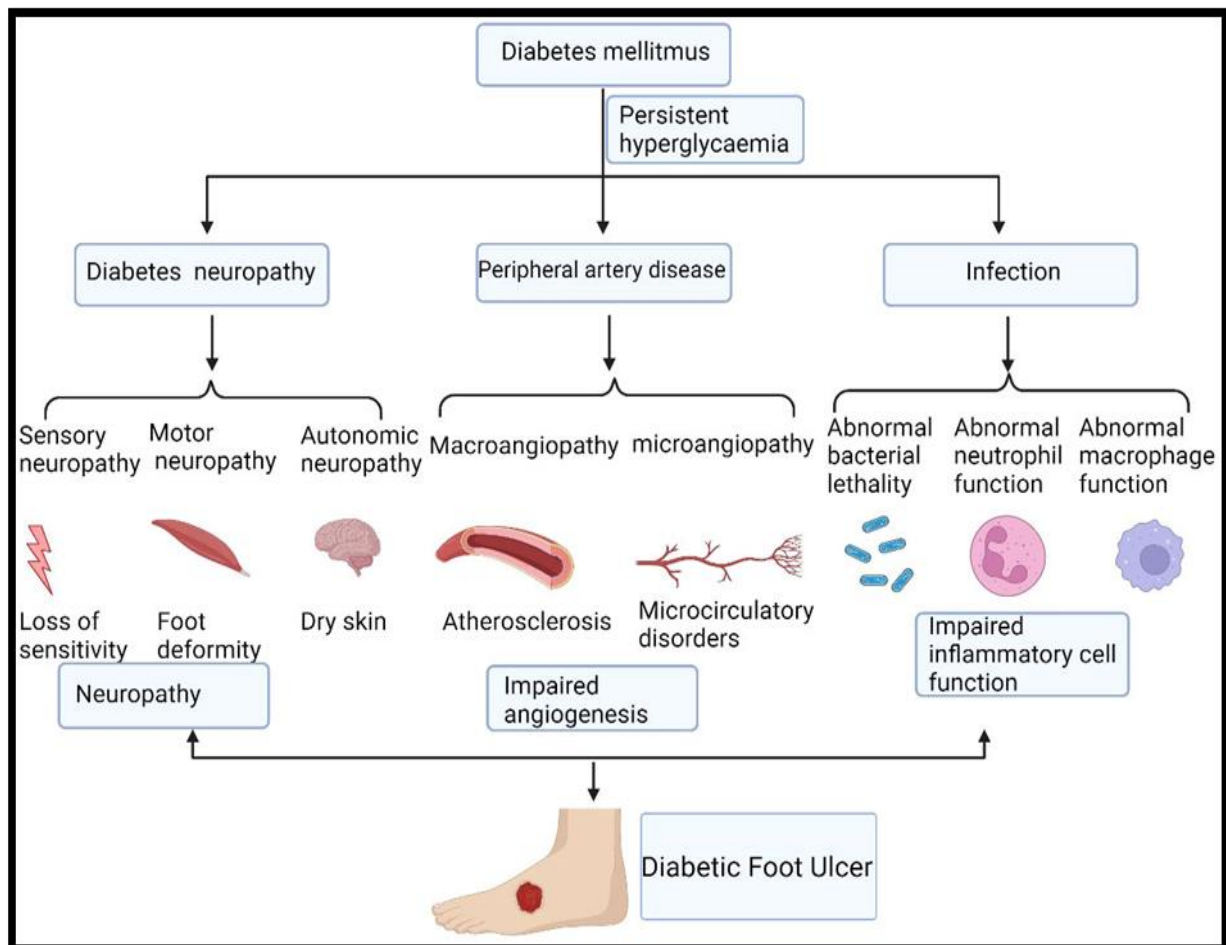 Diabetes mellitmus
Persistent
hyperglycaemia
Diabetes neuropathy
Peripheral artery disease
Infection
Sensory
neuropathy
Motor
neuropathy
Autonomic
neuropathy
Macroangiopathy
microangiopathy
Abnormal
bacterial
lethality
Abnormal
neutrophil
function
Abnormal
macrophage
function
Loss of
sensitivity
Foot
deformity
Dry skin
Atherosclerosis
Microcirculatory
disorders
Neuropathy
Impaired
angiogenesis
Impaired
inflammatory cell
function
Diabetic Foot Ulcer